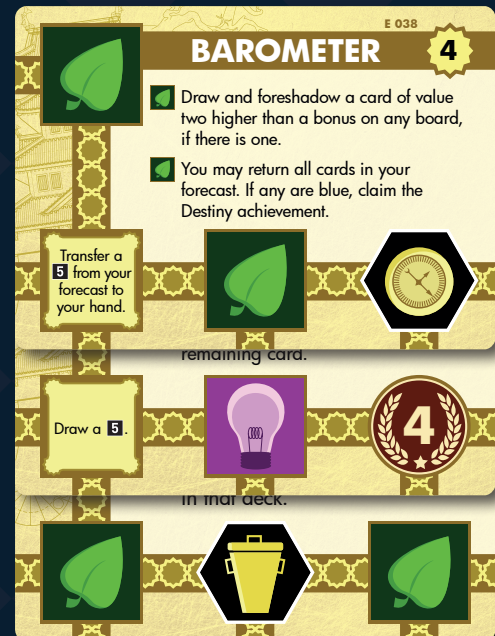 E 038
BAROMETER
4
Draw and foreshadow a card of value
two higher than a bonus on any board,
if there is one.
You may return all cards in your
forecast. If any are blue, claim the
Destiny achievement.
Transfer a
5 from your
forecast to
your hand.
remaining card.
Draw a 5.
4
in that deck.